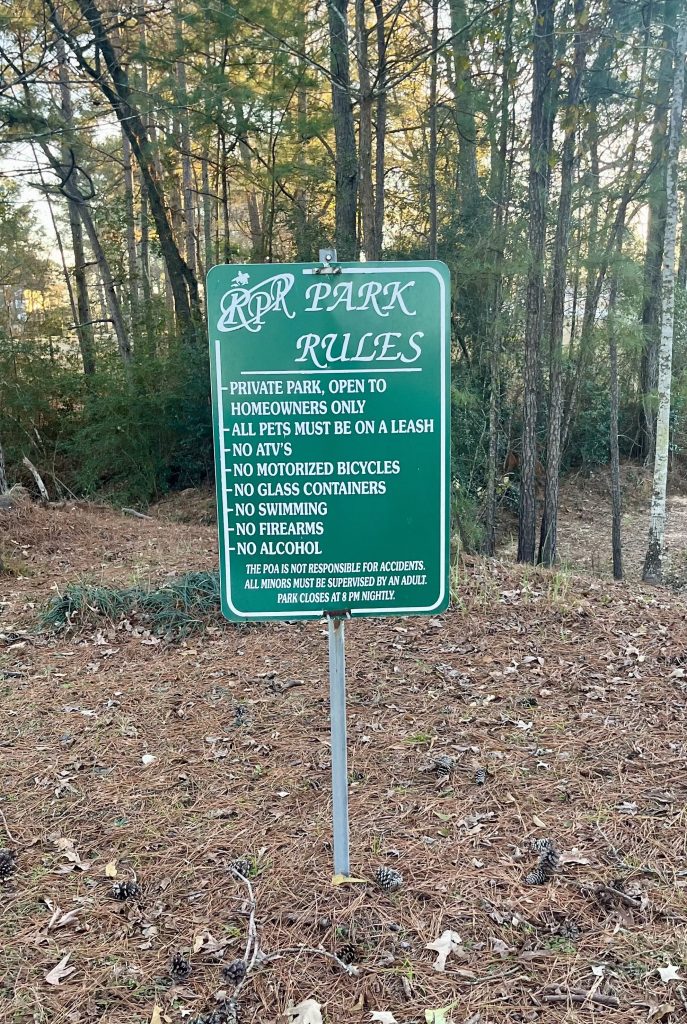 RPR PARK
RULES
-PRIVATE PARK, OPEN TO
HOMEOWNERS ONLY
-ALL PETS MUST BE ON A LEASH
-NO ATV'S
-NO MOTORIZED BICYCLES
-NO GLASS CONTAINERS
-NO SWIMMING
-NO FIREARMS
-NO ALCOHOL
THE POA IS NOT RESPONSIBLE FOR ACCIDENTS.
ALL MINORS MUST BE SUPERVISED BY AN ADULT.
PARK CLOSES AT 8 PM NIGHTLY.